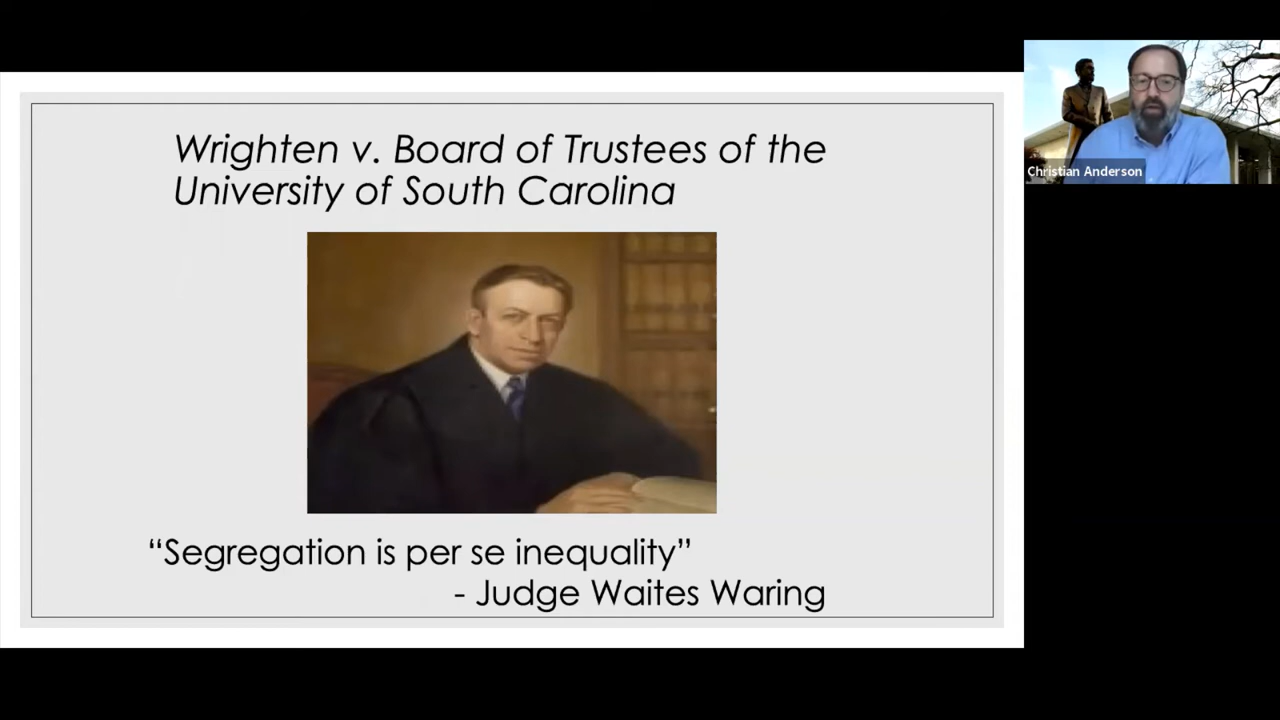 Wrighten v. Board of Trustees of the
University of South Carolina
“Segregation is per se inequality”
- Judge Waites Waring
Christian Anderson